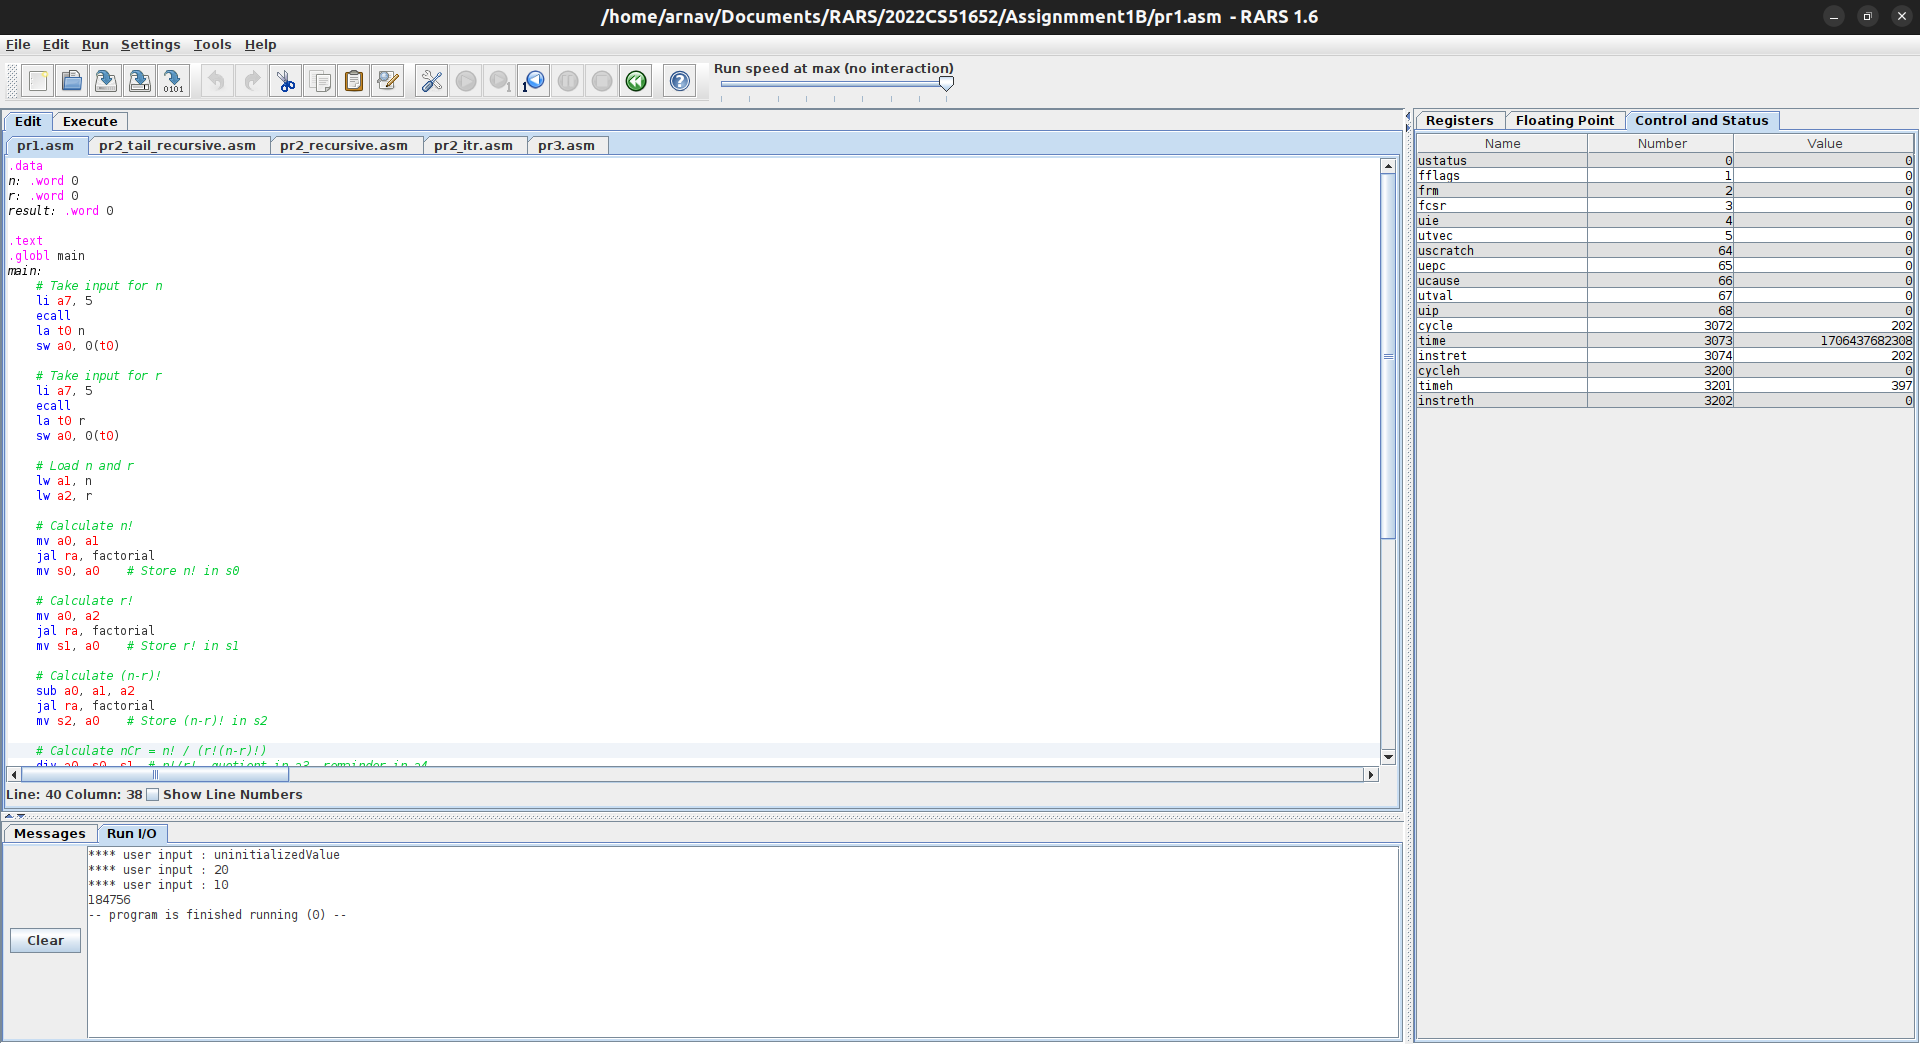 /home/arnav/Documents/RARS/2022CS51652/Assignmment1B/pr1.asm - RARS 1.6
File Edit Run Settings Tools Help
Run speed at max (no interaction)
Edit Execute
pr1.asm pr2_tail_recursive.asm pr2_recursive.asm pr2_itr.asm pr3.asm
.data
n: .word 0
r: .word 0
result: .word 0
.text
.globl main
main:
# Take input for n
li a7, 5
ecall
la t0 n
sw a0, 0(t0)
# Take input for r
li a7, 5
ecall
la t0 r
sw a0, 0(t0)
# Load n and r
lw a1, n
lw a2, r
# Calculate n!
mv a0, a1
jal ra, factorial
mv s0, a0 # Store n! in s0
# Calculate r!
mv a0, a2
jal ra, factorial
mv s1, a0 # Store r! in s1
# Calculate (n-r)!
sub a0, a1, a2
jal ra, factorial
mv s2, a0 # Store (n-r)! in s2
# Calculate nCr = n! / (r!(n-r)!)
div a0, s0, s1 # n!/r!, quotient in a3, remainder in a4
Line: 40 Column: 38 Show Line Numbers
Messages Run I/O
**** user input : uninitializedValue
**** user input : 20
**** user input : 10
184756
-- program is finished running (0) --
Clear
Registers Floating Point Control and Status
Name Number Value
ustatus 0 0
fflags 1 0
frm 2 0
fcsr 3 0
uie 4 0
utvec 5 0
uscratch 64 0
uepc 65 0
ucause 66 0
utval 67 0
uip 68 0
cycle 3072 202
time 3073 1706437682308
instret 3074 202
cycleh 3200 0
timeh 3201 397
instreth 3202 0